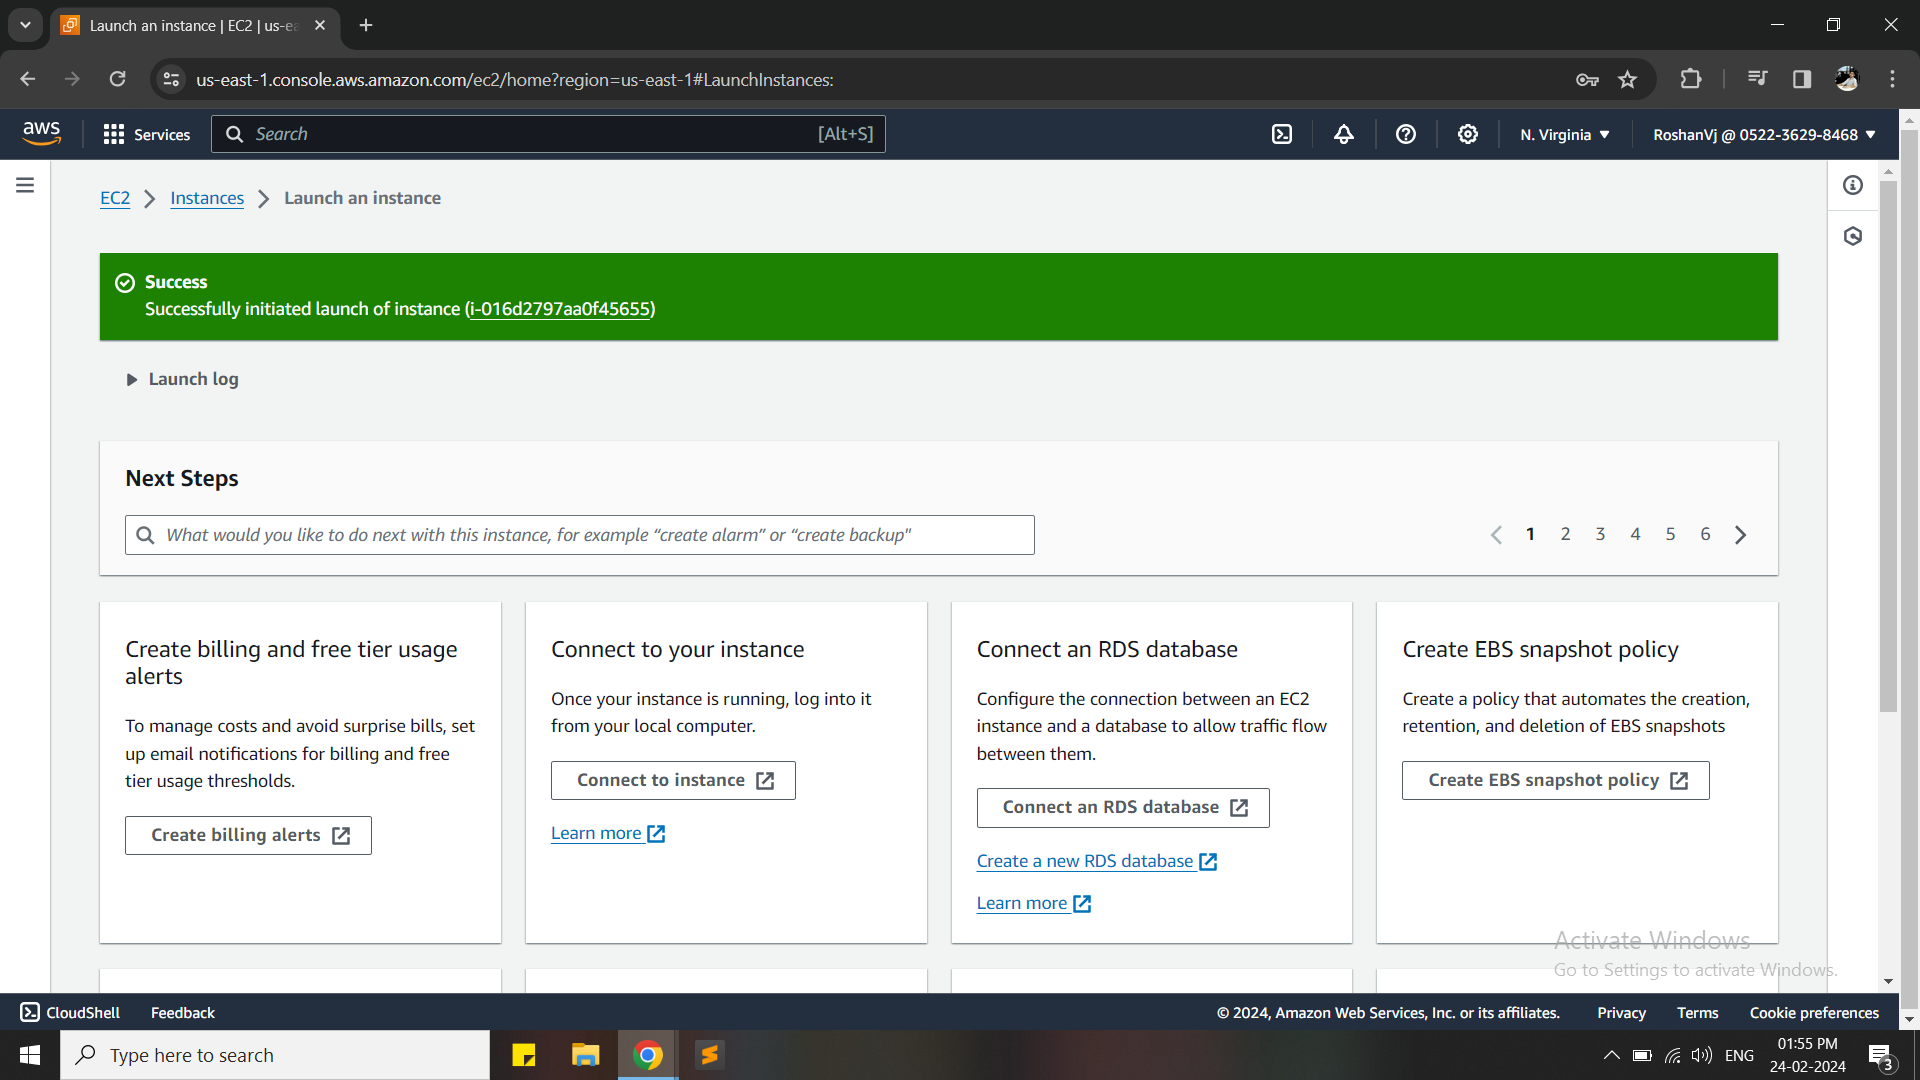 Launch an instance | EC2 | us-ea
us-east-1.console.aws.amazon.com/ec2/home?region=us-east-1#LaunchInstances:
aws
Services
Search
[Alt+S]
N. Virginia
RoshanVj @ 0522-3629-8468
EC2
Instances
Launch an instance
Success
Successfully initiated launch of instance (i-016d2797aa0f45655)
Launch log
Next Steps
What would you like to do next with this instance, for example “create alarm” or “create backup"
1 2 3 4 5 6
Create billing and free tier usage
alerts
To manage costs and avoid surprise bills, set
up email notifications for billing and free
tier usage thresholds.
Create billing alerts
Connect to your instance
Once your instance is running, log into it
from your local computer.
Connect to instance
Learn more
Connect an RDS database
Configure the connection between an EC2
instance and a database to allow traffic flow
between them.
Connect an RDS database
Create a new RDS database
Learn more
Create EBS snapshot policy
Create a policy that automates the creation,
retention, and deletion of EBS snapshots
Create EBS snapshot policy
Activate Windows
Go to Settings to activate Windows.
CloudShell
Feedback
© 2024, Amazon Web Services, Inc. or its affiliates.
Privacy
Terms
Cookie preferences
Type here to search
ENG
01:55 PM
24-02-2024
3